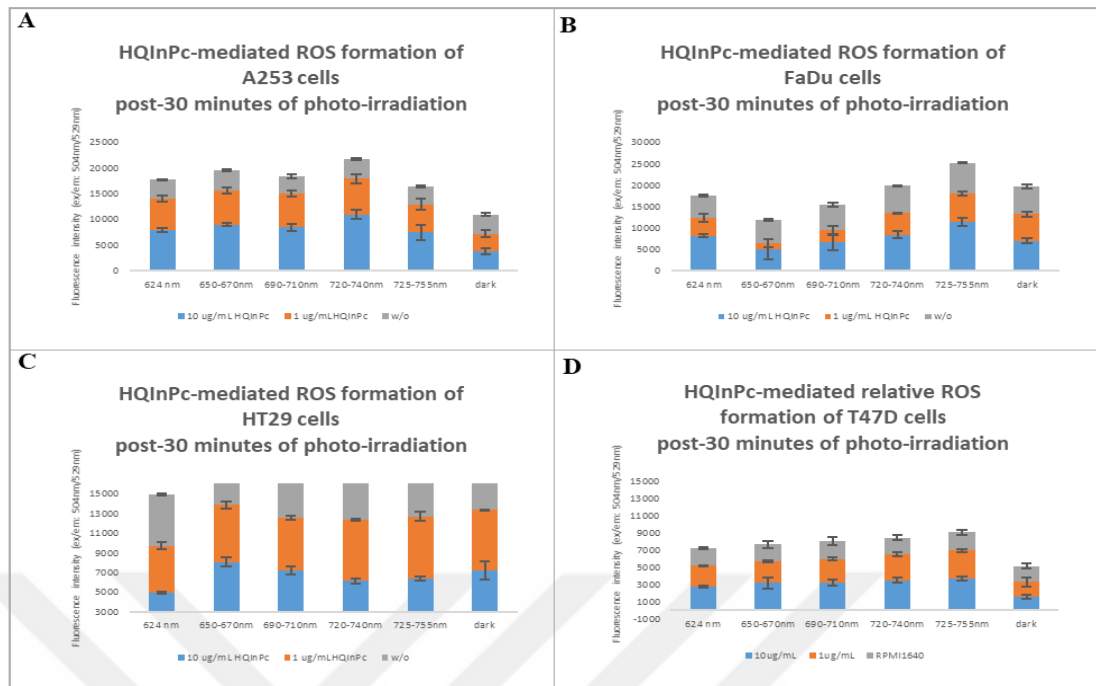 A
HQInPc-mediated ROS formation of
A253 cells
post-30 minutes of photo-irradiation
Fluorescence intensity (ex/em: 504nm/529nm)
25000
20000
15000
10000
5000
0
624 nm 650-670nm 690-710nm 720-740nm 725-755nm dark
10 ug/mL HQInPc 1 ug/mLHQInPc w/o
B
HQInPc-mediated ROS formation of
FaDu cells
post-30 minutes of photo-irradiation
Fluorescence intensity (ex/em: 504nm/529nm)
30000
25000
20000
15000
10000
5000
0
624 nm 650-670nm 690-710nm 720-740nm 725-755nm dark
10 ug/mL HQInPc 1 ug/mL HQInPc w/o
C
HQInPc-mediated ROS formation of
HT29 cells
post-30 minutes of photo-irradiation
Fluorescence intensity (ex/em: 504nm/529nm)
15000
13000
11000
9000
7000
5000
3000
624 nm 650-670nm 690-710nm 720-740nm 725-755nm dark
10 ug/mL HQInPc 1 ug/mLHQInPc w/o
D
HQInPc-mediated relative ROS
formation of T47D cells
post-30 minutes of photo-irradiation
Fluorescence intensity (ex/em: 504nm/529nm)
15000
13000
11000
9000
7000
5000
3000
1000
-1000
624 nm 650-670nm 690-710nm 720-740nm 725-755nm dark
10ug/mL 1ug/mL RPMI1640